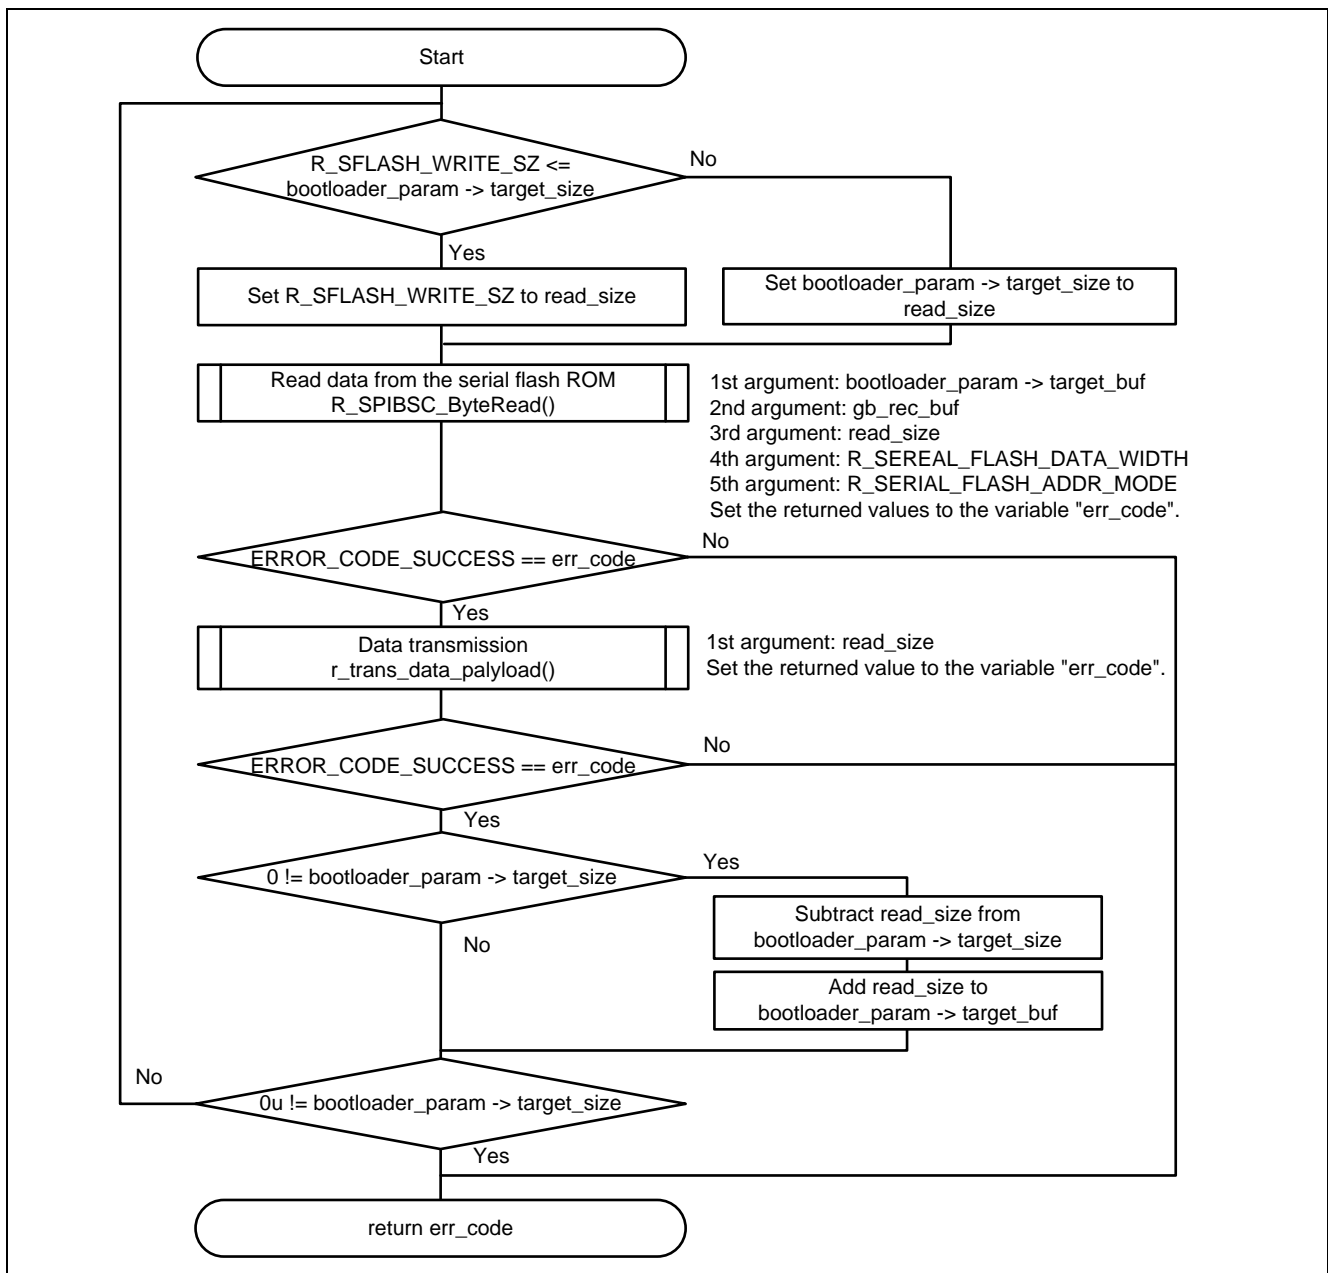 Start
R_SFLASH_WRITE_SZ <=
bootloader_param -> target_size
No
Yes
Set R_SFLASH_WRITE_SZ to read_size
Set bootloader_param -> target_size to
read_size
Read data from the serial flash ROM
R_SPIBSC_ByteRead()
1st argument: bootloader_param -> target_buf
2nd argument: gb_rec_buf
3rd argument: read_size
4th argument: R_SEREAL_FLASH_DATA_WIDTH
5th argument: R_SERIAL_FLASH_ADDR_MODE
Set the returned values to the variable "err_code".
ERROR_CODE_SUCCESS == err_code
No
Yes
Data transmission
r_trans_data_palyload()
1st argument: read_size
Set the returned value to the variable "err_code".
ERROR_CODE_SUCCESS == err_code
No
Yes
0 != bootloader_param -> target_size
Yes
Subtract read_size from
bootloader_param -> target_size
No
Add read_size to
bootloader_param -> target_buf
No
0u != bootloader_param -> target_size
Yes
return err_code